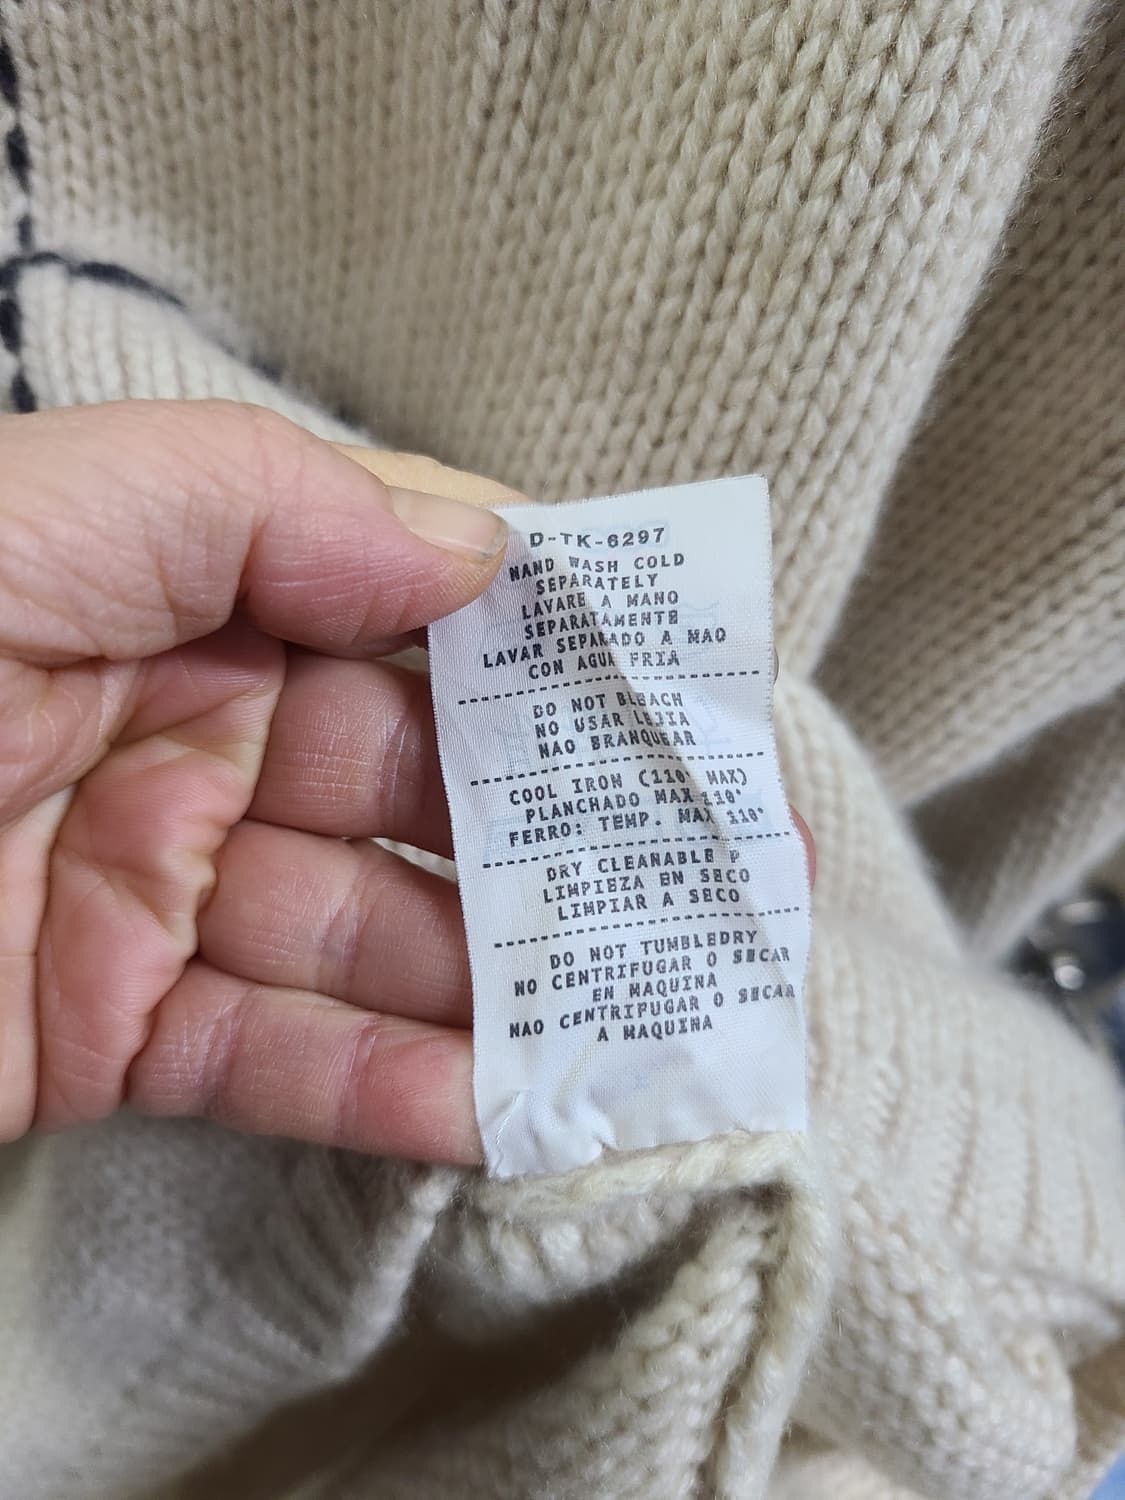 D-TK-6297
HAND WASH COLD
SEPARATELY
LAVARE A MANO
SEPARATAMENTE
LAVAR SEPARADO A MAO
CON AGUA FRIA
DO NOT BLEACH
NO USAR LEJIA
NAO BRANQUEAR
COOL IRON (110° MAX)
PLANCHADO MAX 110°
FERRO: TEMP. MAX 110°
DRY CLEANABLE P
LIMPIEZA EN SECO
LIMPIAR A SECO
DO NOT TUMBLEDRY
NO CENTRIFUGAR O SECAR
EN MAQUINA
NAO CENTRIFUGAR O SECAR
A MAQUINA